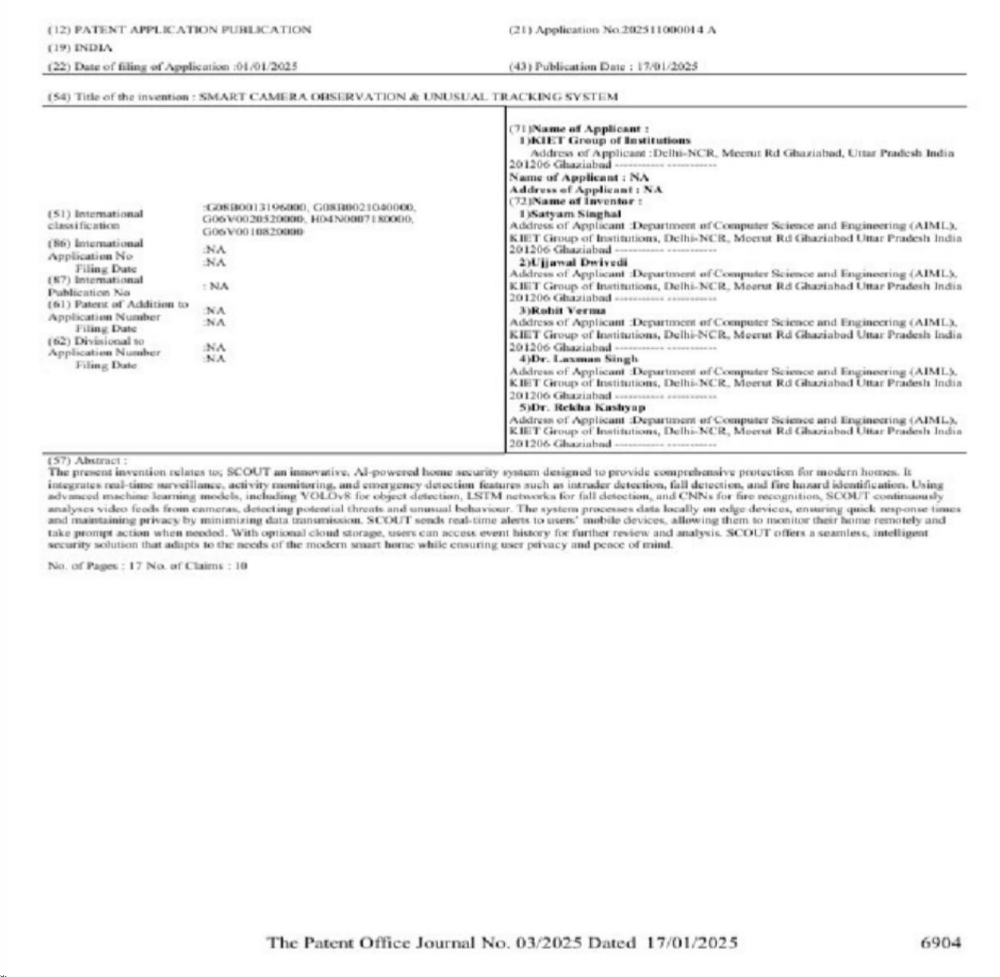 (12) PATENT APPLICATION PUBLICATION
(21) Application No.202511000014 A
(19) INDIA
(22) Date of filing of Application :01/01/2025
(43) Publication Date : 17/01/2025
(54) Title of the invention : SMART CAMERA OBSERVATION & UNUSUAL TRACKING SYSTEM
(51) International
classification
:G08B0013196000, G08B0021040000,
G06V0020520000, H04N0007180000,
G06V0010820000
(86) International
Application No :NA
Filing Date :NA
(87) International
Publication No : NA
(61) Patent of Addition to
Application Number :NA
Filing Date :NA
(62) Divisional to
Application Number :NA
Filing Date :NA
(71)Name of Applicant :
1)KIET Group of Institutions
Address of Applicant :Delhi-NCR, Meerut Rd Ghaziabad, Uttar Pradesh India
201206 Ghaziabad ----------- -----------
Name of Applicant : NA
Address of Applicant : NA
(72)Name of Inventor :
1)Satyam Singhal
Address of Applicant :Department of Computer Science and Engineering (AIML),
KIET Group of Institutions, Delhi-NCR, Meerut Rd Ghaziabad Uttar Pradesh India
201206 Ghaziabad ----------- -----------
2)Ujjawal Dwivedi
Address of Applicant :Department of Computer Science and Engineering (AIML),
KIET Group of Institutions, Delhi-NCR, Meerut Rd Ghaziabad Uttar Pradesh India
201206 Ghaziabad ----------- -----------
3)Rohit Verma
Address of Applicant :Department of Computer Science and Engineering (AIML),
KIET Group of Institutions, Delhi-NCR, Meerut Rd Ghaziabad Uttar Pradesh India
201206 Ghaziabad ----------- -----------
4)Dr. Laxman Singh
Address of Applicant :Department of Computer Science and Engineering (AIML),
KIET Group of Institutions, Delhi-NCR, Meerut Rd Ghaziabad Uttar Pradesh India
201206 Ghaziabad ----------- -----------
5)Dr. Rekha Kashyap
Address of Applicant :Department of Computer Science and Engineering (AIML),
KIET Group of Institutions, Delhi-NCR, Meerut Rd Ghaziabad Uttar Pradesh India
201206 Ghaziabad ----------- -----------
(57) Abstract :
The present invention relates to; SCOUT an innovative, AI-powered home security system designed to provide comprehensive protection for modern homes. It
integrates real-time surveillance, activity monitoring, and emergency detection features such as intruder detection, fall detection, and fire hazard identification. Using
advanced machine learning models, including YOLOv8 for object detection, LSTM networks for fall detection, and CNNs for fire recognition, SCOUT continuously
analyses video feeds from cameras, detecting potential threats and unusual behaviour. The system processes data locally on edge devices, ensuring quick response times
and maintaining privacy by minimizing data transmission. SCOUT sends real-time alerts to users' mobile devices, allowing them to monitor their home remotely and
take prompt action when needed. With optional cloud storage, users can access event history for further review and analysis. SCOUT offers a seamless, intelligent
security solution that adapts to the needs of the modern smart home while ensuring user privacy and peace of mind.
No. of Pages : 17 No. of Claims : 10
The Patent Office Journal No. 03/2025 Dated 17/01/2025
6904